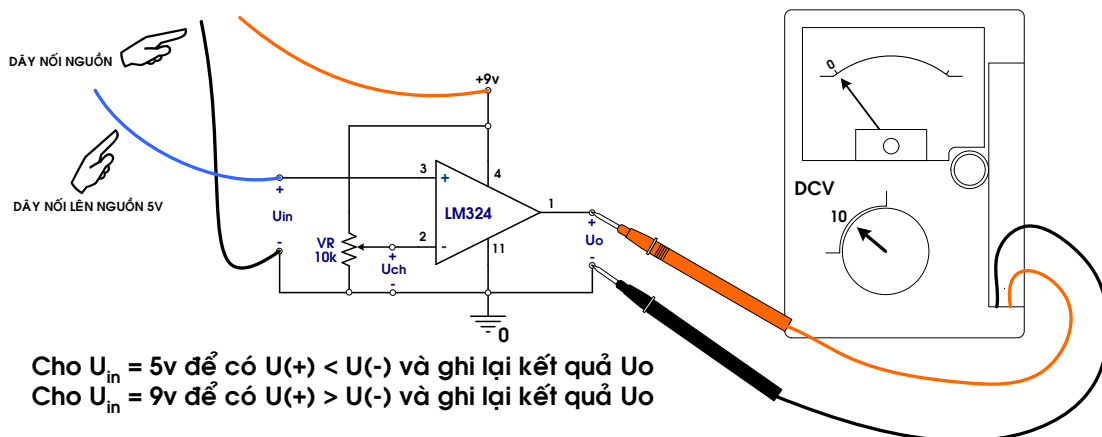 DÂY NỐI NGUỒN
DÂY NỐI LÊN NGUỒN 5V
+9v
3
+
4
LM324
1
2
-
11
+
Uin
-
VR
10k
+
Uch
-
+
Uo
-
0
0
DCV
10
Cho Uin = 5v để có U(+) < U(-) và ghi lại kết quả Uo
Cho Uin = 9v để có U(+) > U(-) và ghi lại kết quả Uo